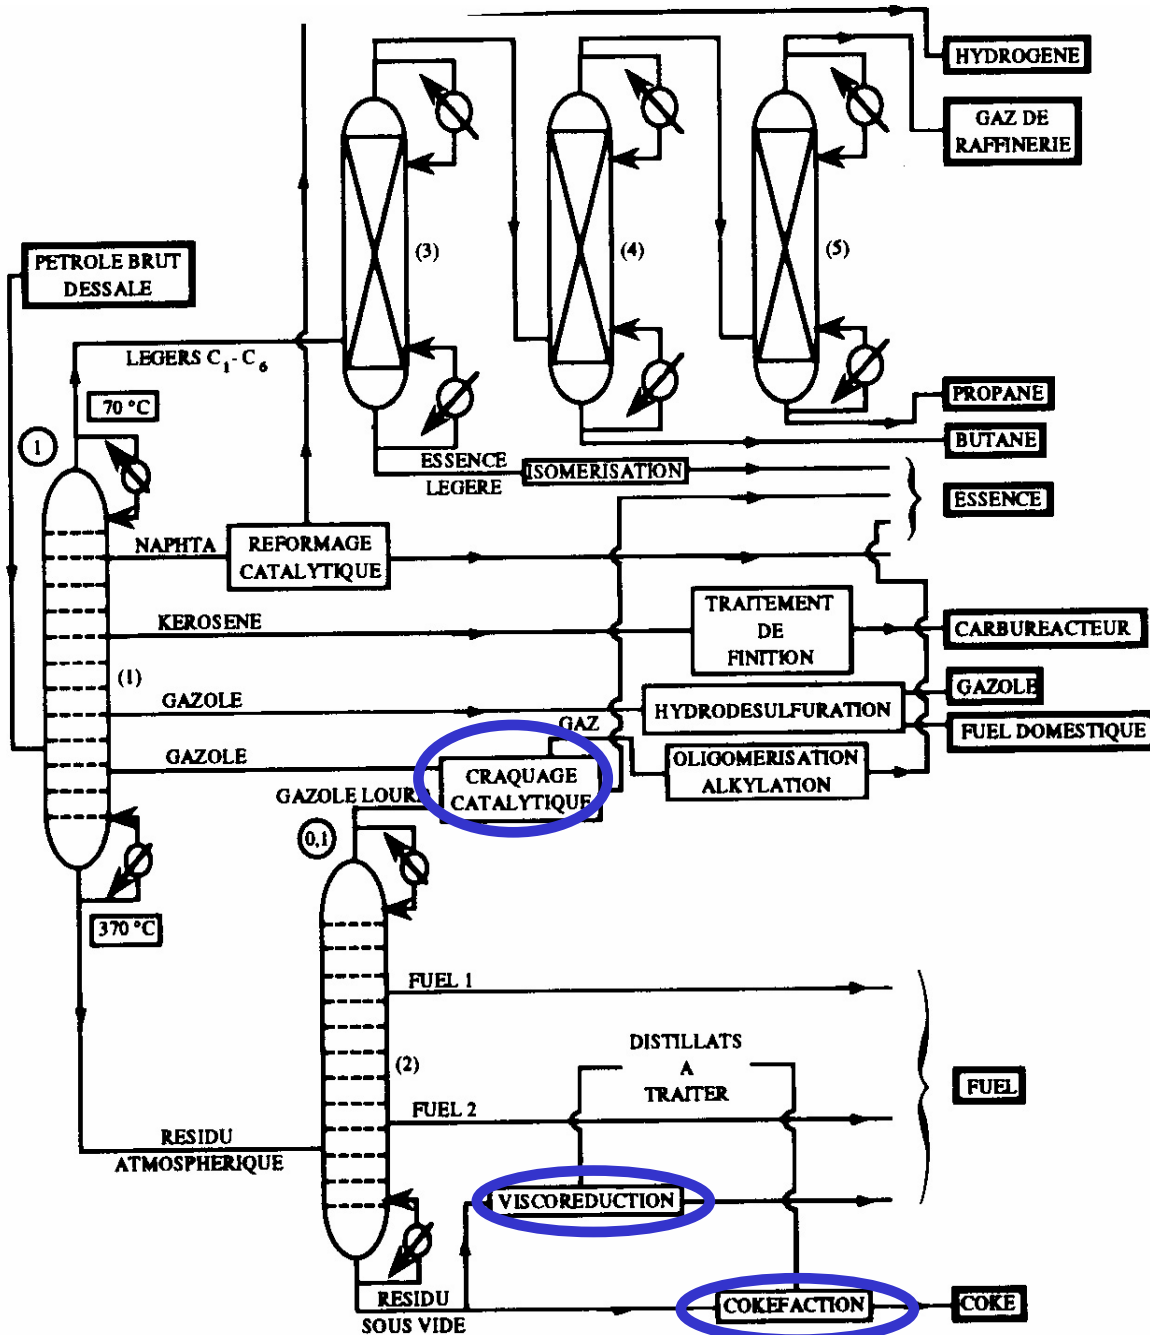 HYDROGENE
GAZ DE
RAFFINERIE
(3)
(4)
(5)
PETROLE BRUT
DESSALE
LEGERS C1 - C6
70 °C
1
PROPANE
BUTANE
ESSENCE
LEGERE
ISOMERISATION
ESSENCE
NAPHTA
REFORMAGE
CATALYTIQUE
KEROSENE
TRAITEMENT
DE
FINITION
CARBUREACTEUR
(1)
GAZOLE
HYDRODESULFURATION
GAZOLE
FUEL DOMESTIQUE
GAZ
GAZOLE
CRAQUAGE
CATALYTIQUE
OLIGOMERISATION
ALKYLATION
GAZOLE LOURD
0,1
370 °C
FUEL 1
(2)
DISTILLATS
A
TRAITER
FUEL
FUEL 2
RESIDU
ATMOSPHERIQUE
VISCOREDUCTION
RESIDU
SOUS VIDE
COKEFACTION
COKE